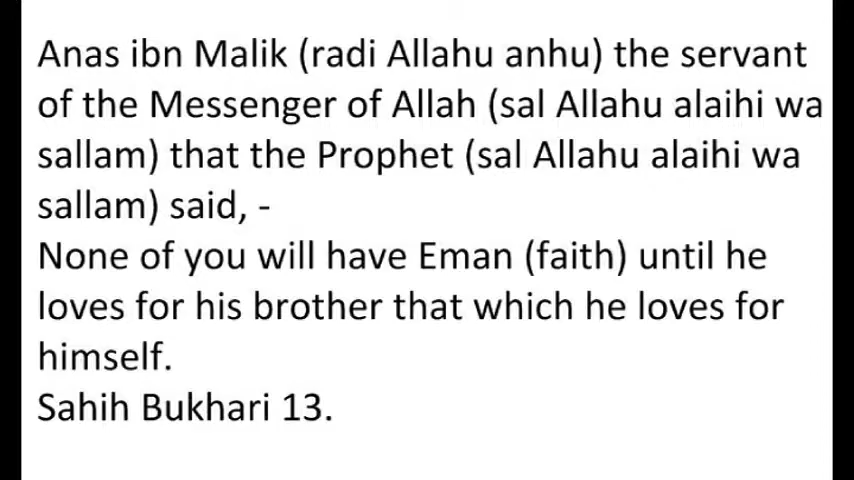 Anas ibn Malik (radi Allahu anhu) the servant
of the Messenger of Allah (sal Allahu alaihi wa
sallam) that the Prophet (sal Allahu alaihi wa
sallam) said, -
None of you will have Eman (faith) until he
loves for his brother that which he loves for
himself.
Sahih Bukhari 13.